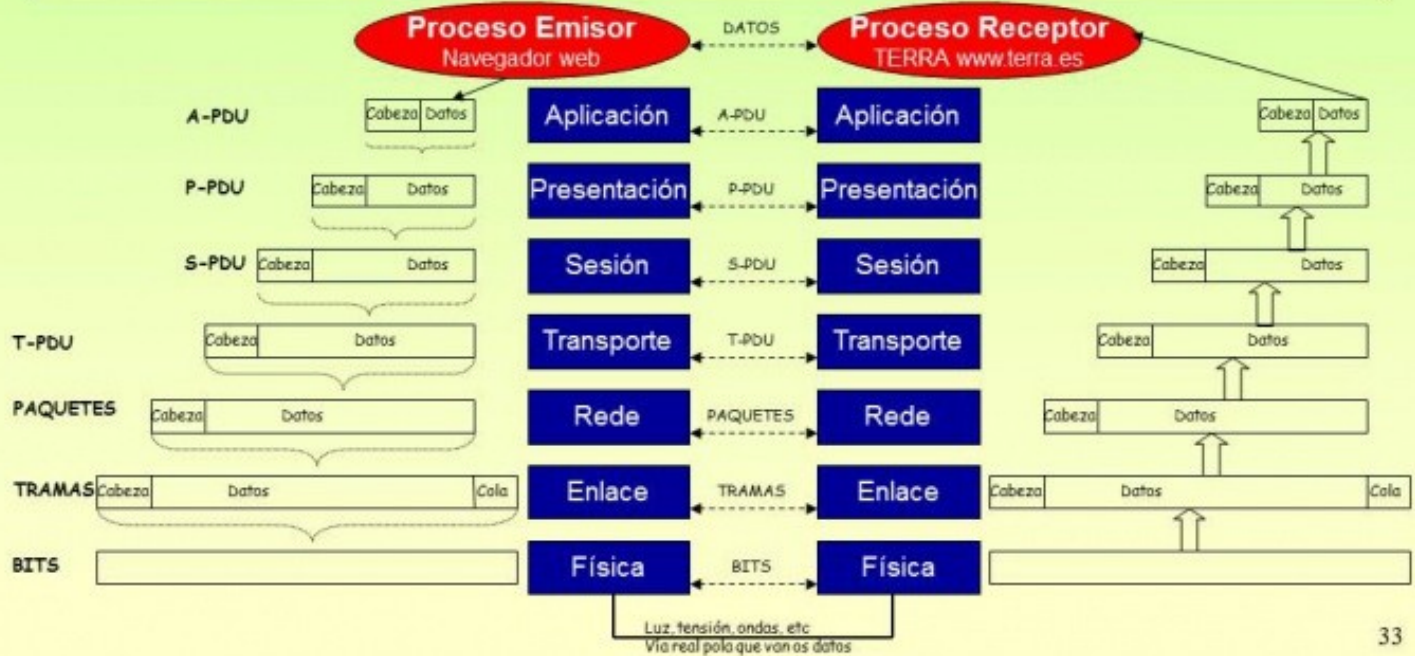 Proceso Emisor
Navegador web
DATOS
Proceso Receptor
TERRA www.terra.es
A-PDU
Cabeza Datos
Aplicación
A-PDU
Aplicación
Cabeza Datos
P-PDU
Cabeza Datos
Presentación
P-PDU
Presentación
Cabeza Datos
S-PDU
Cabeza Datos
Sesión
S-PDU
Sesión
Cabeza Datos
T-PDU
Cabeza Datos
Transporte
T-PDU
Transporte
Cabeza Datos
PAQUETES
Cabeza Datos
Rede
PAQUETES
Rede
Cabeza Datos
TRAMAS
Cabeza Datos Cola
Enlace
TRAMAS
Enlace
Cabeza Datos Cola
BITS
Física
BITS
Física
Luz, tensión, ondas, etc
Vía real pola que van os datos
33